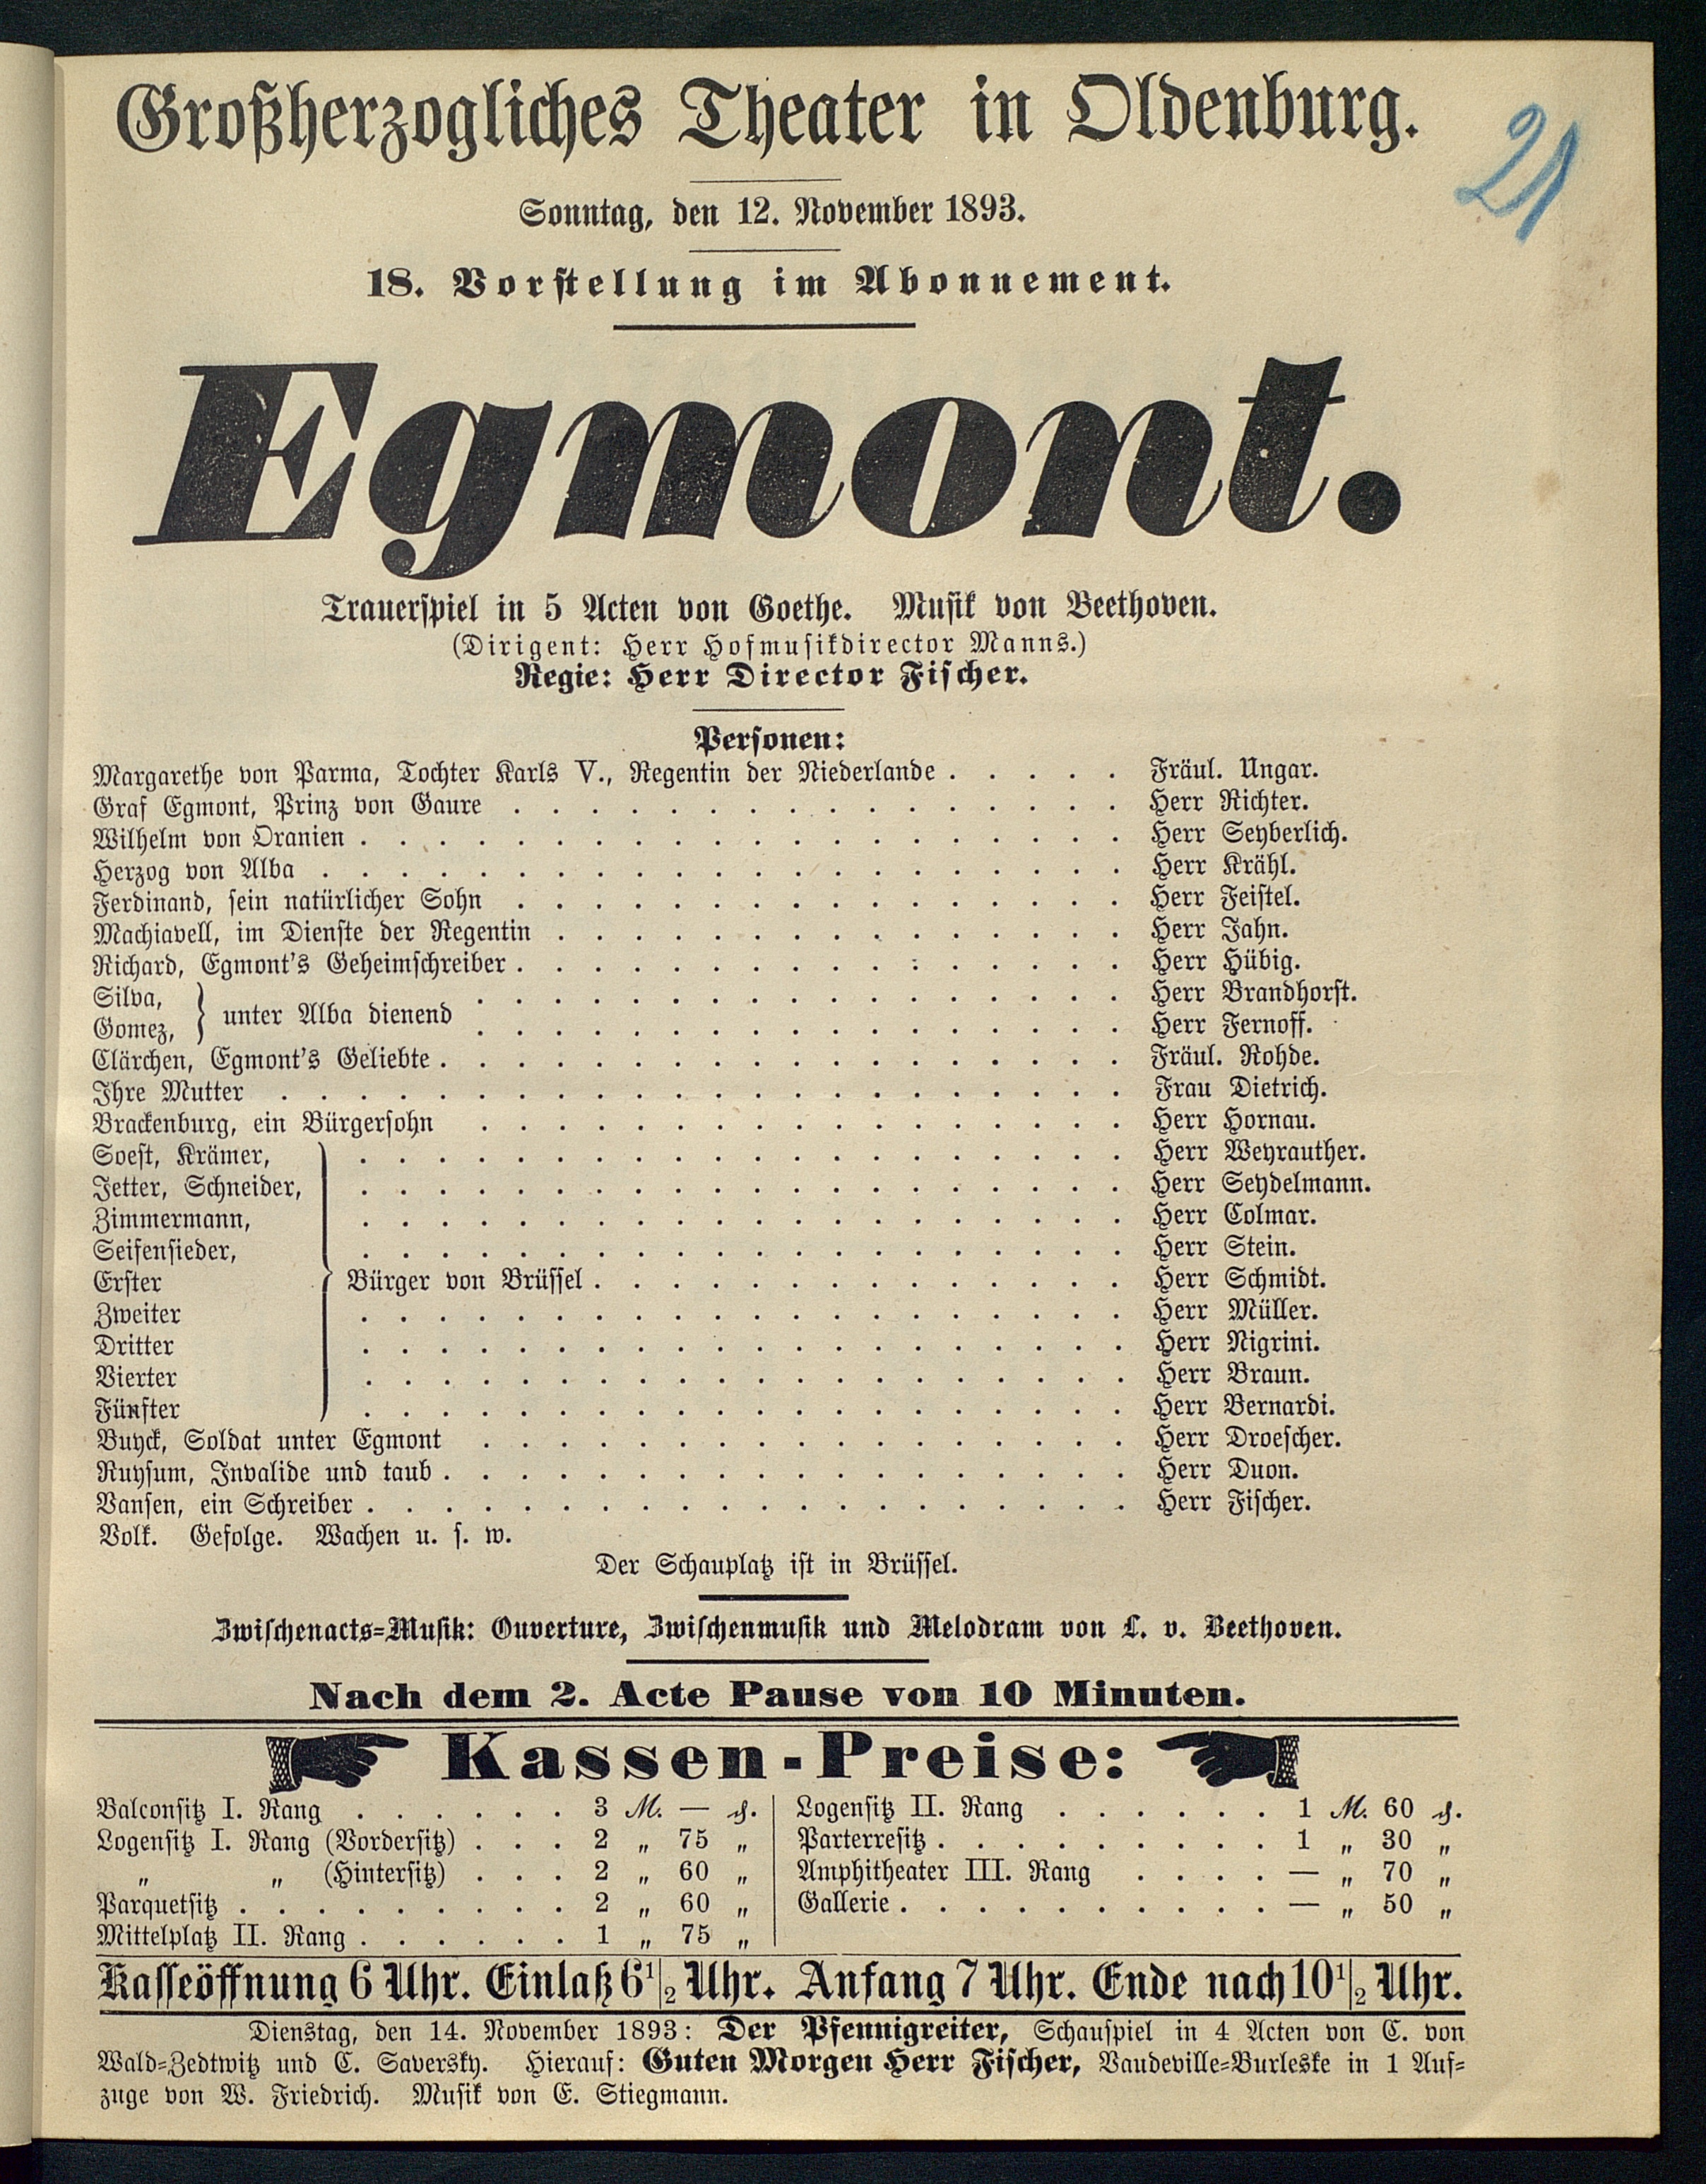 Großherzogliches Theater in Oldenburg.
21
Sonntag, den 12. November 1893.
18. Vorstellung im Abonnement.
Egmont.
Trauerspiel in 5 Acten von Goethe. Musik von Beethoven.
(Dirigent: Herr Hofmusikdirector Manns.)
Regie: Herr Director Fischer.
Personen:
Margarethe von Parma, Tochter Karls V., Regentin der Niederlande . . . . . Fräul. Ungar.
Graf Egmont, Prinz von Gaure . . . . . . . . . . . . . . . . Herr Richter.
Wilhelm von Oranien . . . . . . . . . . . . . . . . . . . . Herr Seyberlich.
Herzog von Alba . . . . . . . . . . . . . . . . . . . . . Herr Krähl.
Ferdinand, sein natürlicher Sohn . . . . . . . . . . . . . . . . Herr Feistel.
Machiavell, im Dienste der Regentin . . . . . . . . . . . . . . . Herr Jahn.
Richard, Egmont's Geheimschreiber . . . . . . . . . . . . . . . . Herr Hübig.
Silva, . . . . . . . . . . . . . . . . . Herr Brandhorst.
} unter Alba dienend
Gomez, . . . . . . . . . . . . . . . . . Herr Fernoff.
Clärchen, Egmont's Geliebte . . . . . . . . . . . . . . . . . . Fräul. Rohde.
Ihre Mutter . . . . . . . . . . . . . . . . . . . . . . Frau Dietrich.
Brackenburg, ein Bürgersohn . . . . . . . . . . . . . . . . . Herr Hornau.
Soest, Krämer, . . . . . . . . . . . . . . . . . . . . Herr Weyrauther.
Jetter, Schneider, . . . . . . . . . . . . . . . . . . . . Herr Seydelmann.
Zimmermann, . . . . . . . . . . . . . . . . . . . . Herr Colmar.
Seifensieder, . . . . . . . . . . . . . . . . . . . . Herr Stein.
Erster } Bürger von Brüssel . . . . . . . . . . . . . . Herr Schmidt.
Zweiter . . . . . . . . . . . . . . . . . . . . Herr Müller.
Dritter . . . . . . . . . . . . . . . . . . . . Herr Nigrini.
Vierter . . . . . . . . . . . . . . . . . . . . Herr Braun.
Fünfter . . . . . . . . . . . . . . . . . . . . Herr Bernardi.
Buyck, Soldat unter Egmont . . . . . . . . . . . . . . . . . Herr Droescher.
Ruysum, Invalide und taub . . . . . . . . . . . . . . . . . . Herr Duon.
Vansen, ein Schreiber . . . . . . . . . . . . . . . . . . . . Herr Fischer.
Volk. Gefolge. Wachen u. s. w.
Der Schauplatz ist in Brüssel.
Zwischenacts-Musik: Ouverture, Zwischenmusik und Melodram von L. v. Beethoven.
Nach dem 2. Acte Pause von 10 Minuten.
Kassen-Preise:
Balconsitz I. Rang . . . . . . 3 M. — ₰.
Logensitz I. Rang (Vordersitz) . . . 2 „ 75 „
„ „ (Hintersitz) . . . 2 „ 60 „
Parquetsitz . . . . . . . . . 2 „ 60 „
Mittelplatz II. Rang . . . . . . 1 „ 75 „
Logensitz II. Rang . . . . . . 1 M. 60 ₰.
Parterresitz . . . . . . . . . 1 „ 30 „
Amphitheater III. Rang . . . . — „ 70 „
Gallerie . . . . . . . . . . — „ 50 „
Kasseöffnung 6 Uhr. Einlaß 6 1/2 Uhr. Anfang 7 Uhr. Ende nach 10 1/2 Uhr.
Dienstag, den 14. November 1893: Der Pfennigreiter, Schauspiel in 4 Acten von C. von
Wald-Zedtwitz und C. Saversky. Hierauf: Guten Morgen Herr Fischer, Vaudeville-Burleske in 1 Auf-
zuge von W. Friedrich. Musik von E. Stiegmann.